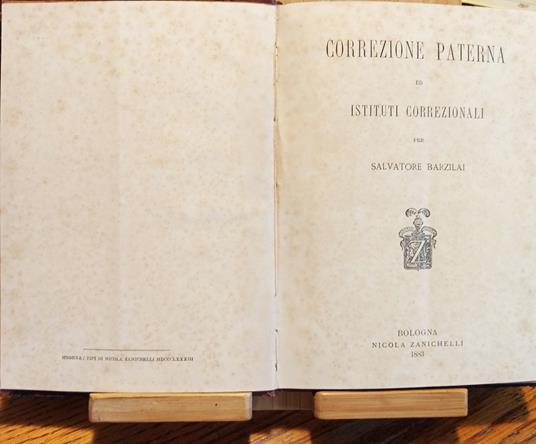 MODENA: TIPI DI NICOLA ZANICHELLI MDCCCLXXXIII
CORREZIONE PATERNA
ED
ISTITUTI CORREZIONALI
PER
SALVATORE BARZILAI
Z
BOLOGNA
NICOLA ZANICHELLI
1883